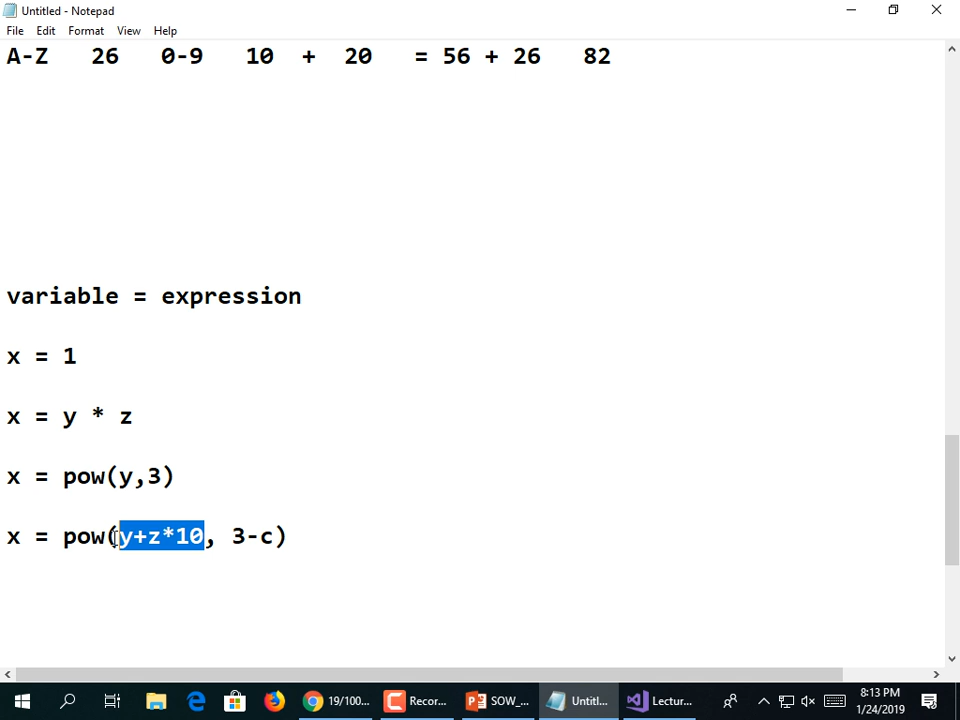 Untitled - Notepad
File Edit Format View Help
A-Z 26 0-9 10 + 20 = 56 + 26 82
variable = expression
x = 1
x = y * z
x = pow(y,3)
x = pow(y+z*10, 3-c)
19/100... Recor... SOW_... Untitl... Lectur...
8:13 PM
1/24/2019